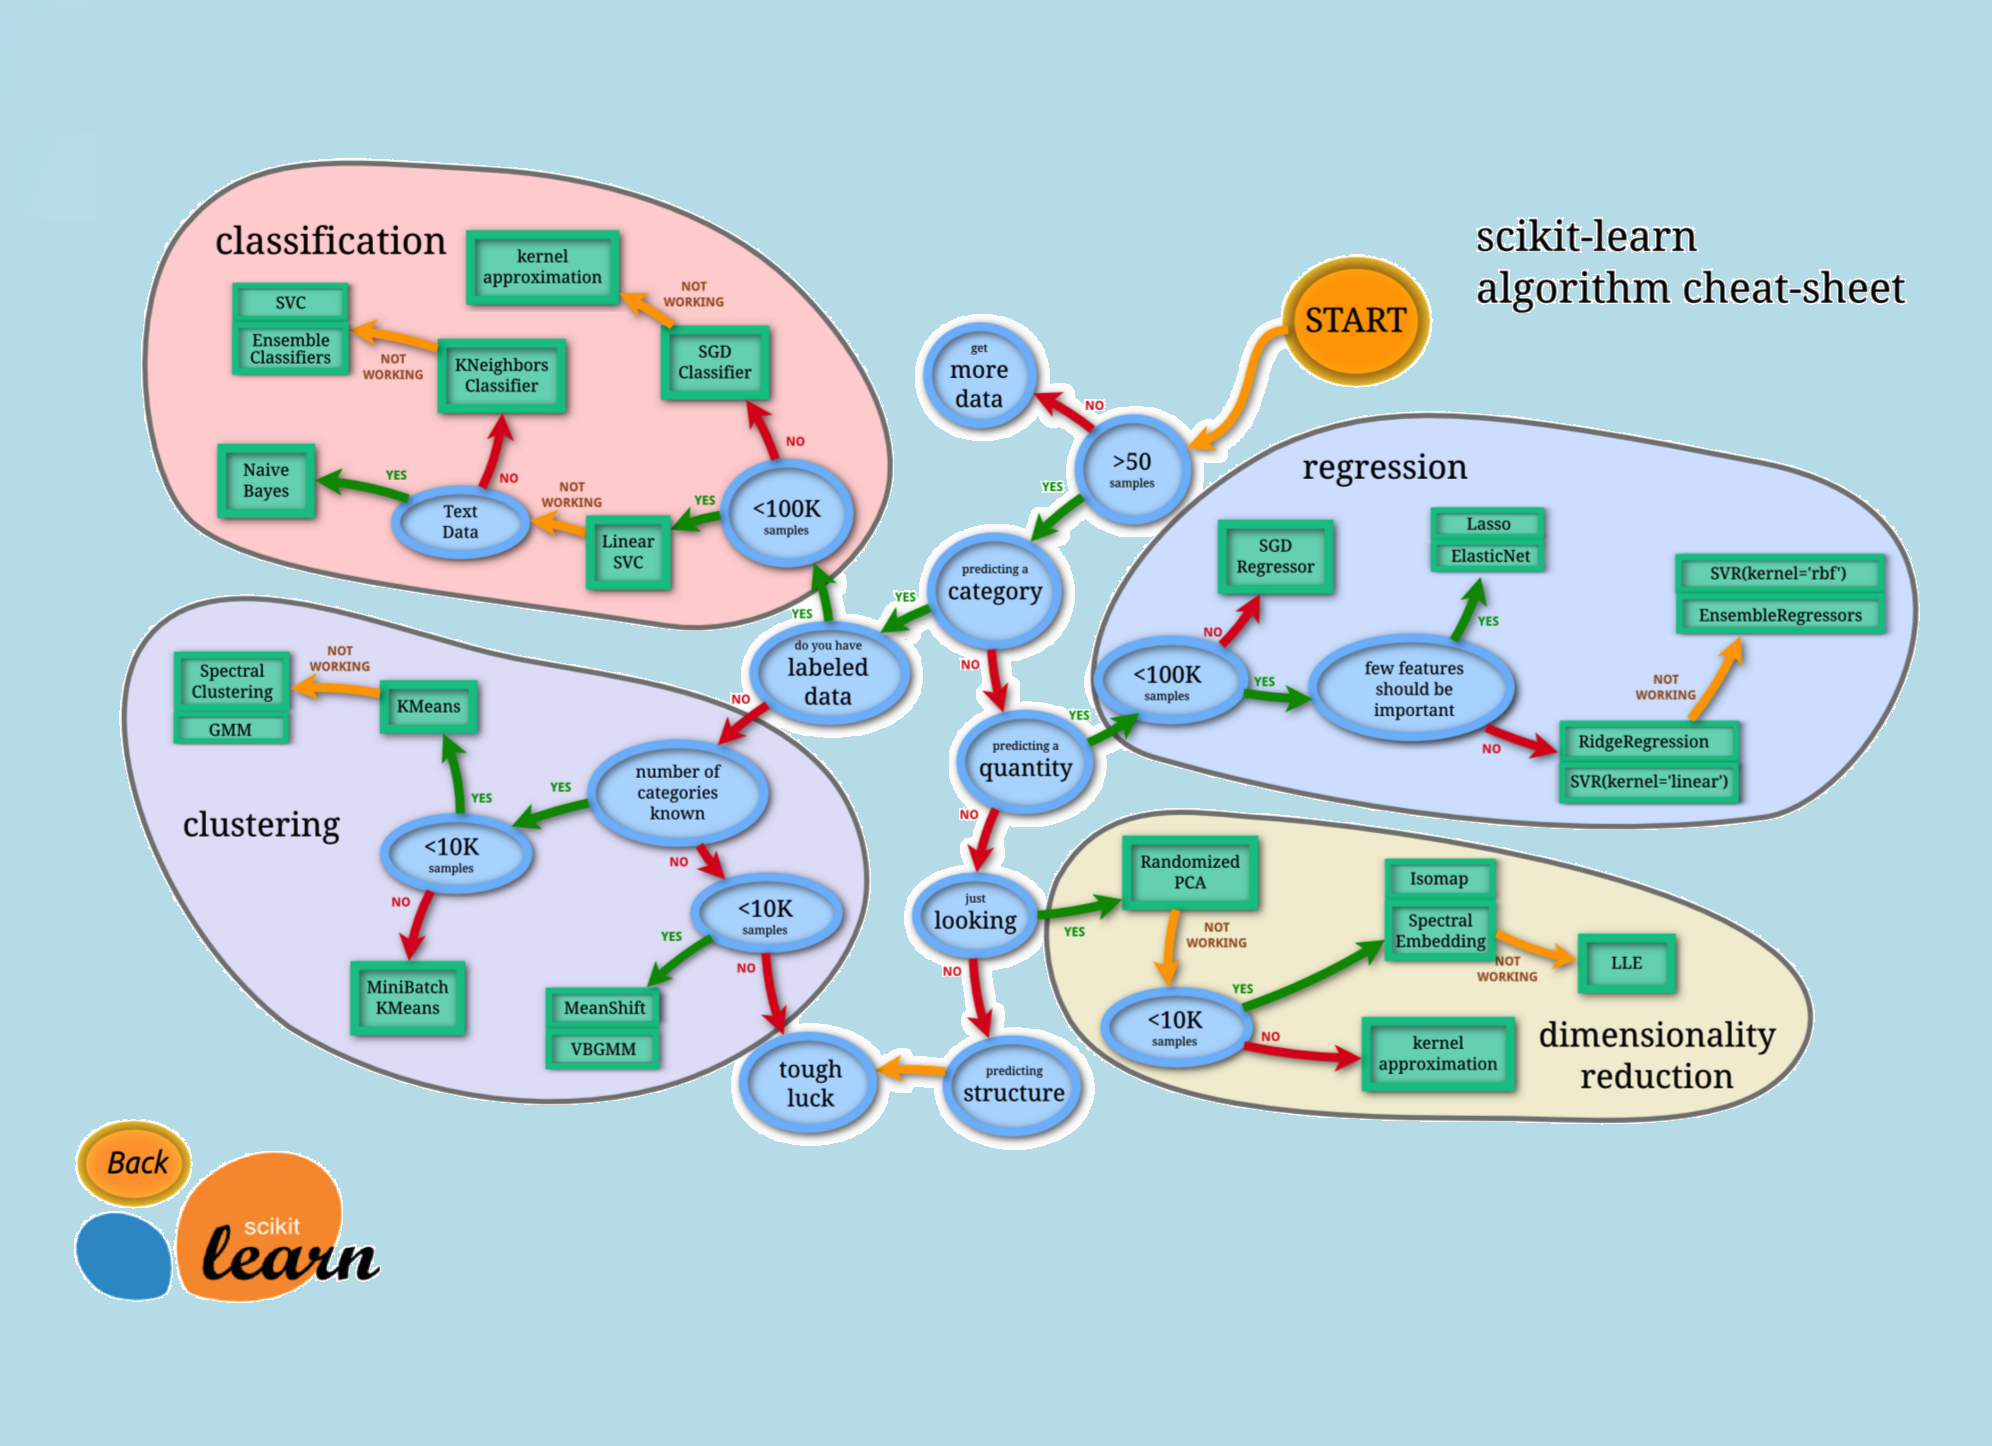 scikit-learn
algorithm cheat-sheet
START
>50
samples
NO
get
more
data
YES
predicting a
category
YES
do you have
labeled
data
YES
NO
NO
predicting a
quantity
YES
NO
just
looking
YES
NO
predicting
structure
tough
luck
classification
kernel
approximation
NOT
WORKING
SGD
Classifier
NO
<100K
samples
YES
Linear
SVC
NOT
WORKING
Text
Data
YES
Naive
Bayes
NO
KNeighbors
Classifier
NOT
WORKING
SVC
Ensemble
Classifiers
regression
<100K
samples
NO
SGD
Regressor
YES
few features
should be
important
YES
Lasso
ElasticNet
NO
RidgeRegression
SVR(kernel='linear')
NOT
WORKING
SVR(kernel='rbf')
EnsembleRegressors
clustering
number of
categories
known
YES
<10K
samples
YES
KMeans
NOT
WORKING
Spectral
Clustering
GMM
NO
MiniBatch
KMeans
NO
<10K
samples
YES
MeanShift
VBGMM
NO
dimensionality
reduction
Randomized
PCA
NOT
WORKING
<10K
samples
YES
Isomap
Spectral
Embedding
NOT
WORKING
LLE
NO
kernel
approximation
Back
scikit
learn